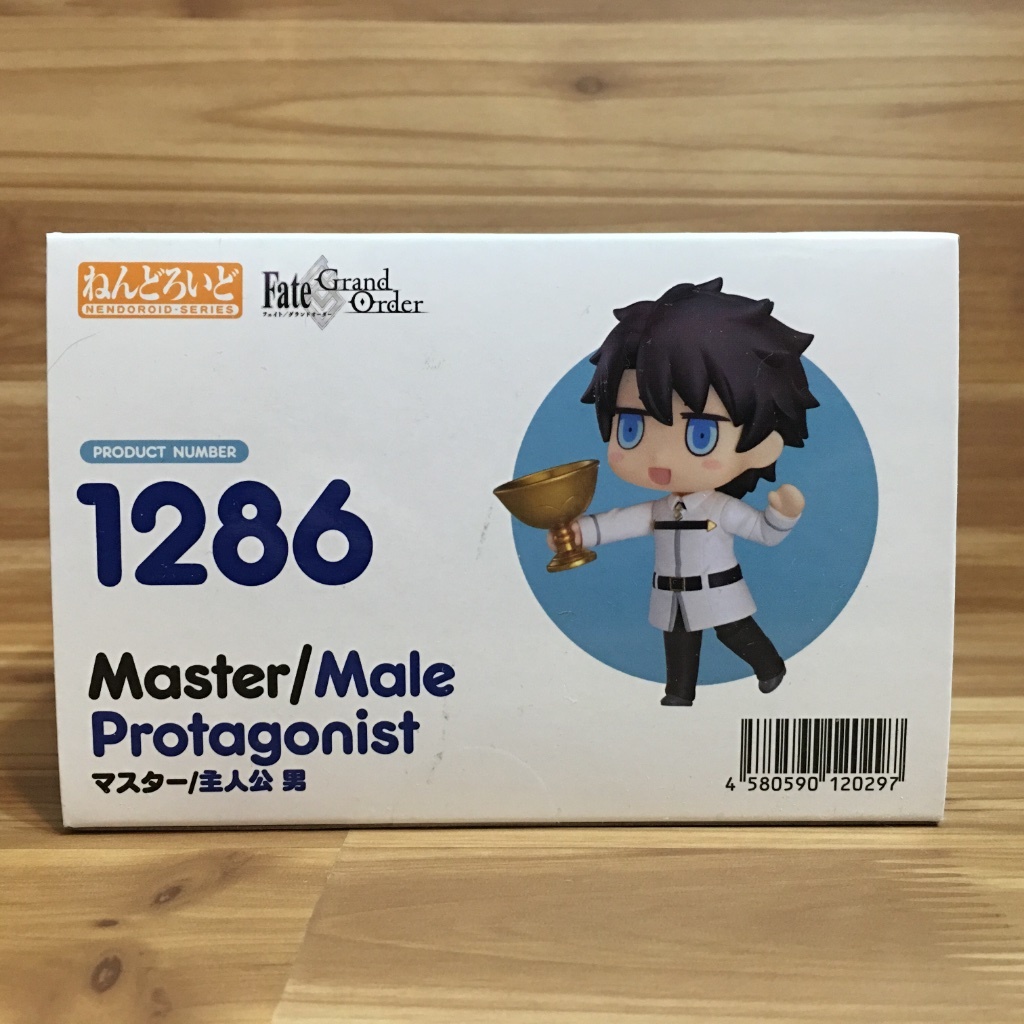 ねんどろいど
NENDOROID-SERIES
Fate Grand Order
フェイト/グランドオーダー
PRODUCT NUMBER
1286
Master/Male
Protagonist
マスター/主人公 男
4 580590 120297